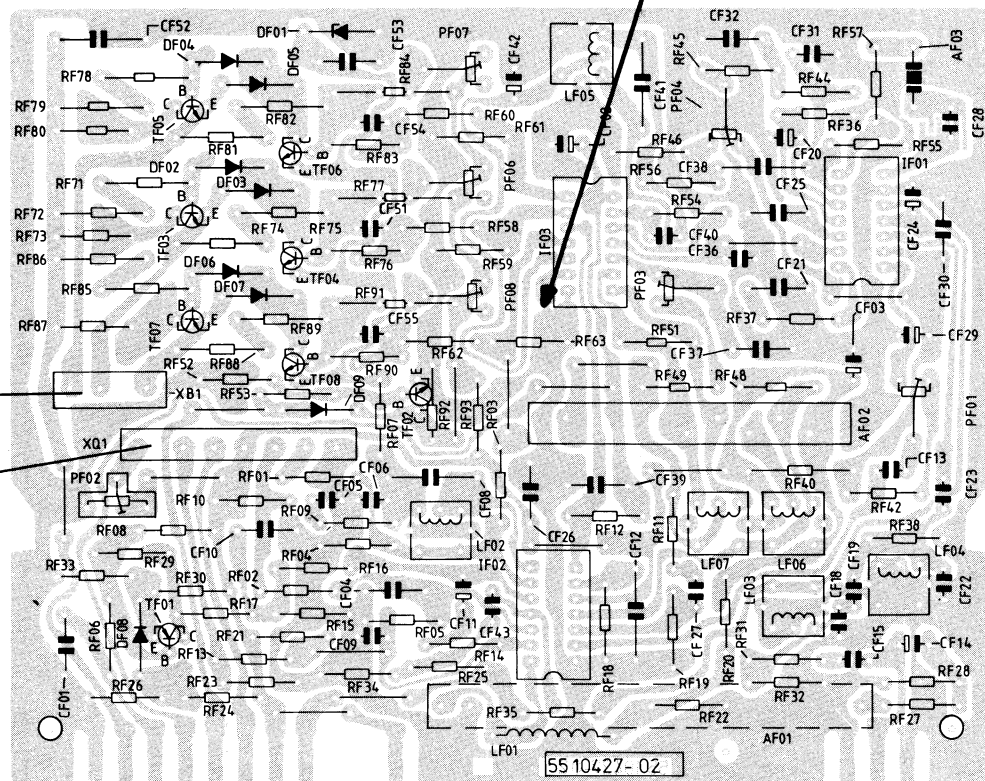 CF52
DF01
CF53
PF07
CF42
CF32
CF31
RF57
AF03
DF04
DF05
RF45
RF78
RF84
LF05
CF41
PF04
RF44
RF79
B
C
E
TF05
RF82
RF60
RF61
RF80
CF54
RF46
RF36
CF28
RF81
C
B
E
TF06
RF83
CF20
RF55
IF01
DF02
RF56
CF38
RF71
DF03
RF77
PF06
CF25
B
CF51
RF72
C
E
RF54
RF73
TF03
RF74
RF75
RF58
IF03
CF40
CF24
RF86
C
B
RF76
RF59
CF36
DF06
E
TF04
PF03
CF21
CF30
RF85
DF07
RF91
PF08
CF03
B
RF87
C
E
RF89
CF55
RF37
CF29
TF07
RF62
RF63
RF51
RF52
RF88
C
B
RF90
CF37
E
TF08
RF49
RF48
XB1
RF53
DF09
B
E
C
RF07
TF02
RF92
RF93
RF03
AF02
PF01
XQ1
PF02
RF01
CF06
CF05
CF08
CF39
RF40
CF13
CF23
RF10
RF42
RF08
RF09
RF12
RF11
RF38
CF10
RF04
LF02
CF26
CF12
LF07
LF06
CF19
LF04
RF29
RF33
RF16
IF02
RF30
RF02
CF04
LF03
CF18
CF22
TF01
RF17
RF15
CF11
CF43
RF06
DF08
C
E
B
RF21
CF09
RF05
CF27
RF31
CF15
CF14
RF13
RF14
RF20
CF01
RF23
RF34
RF25
RF18
RF19
RF28
RF26
RF24
RF32
RF35
RF22
RF27
LF01
AF01
55 10427-02